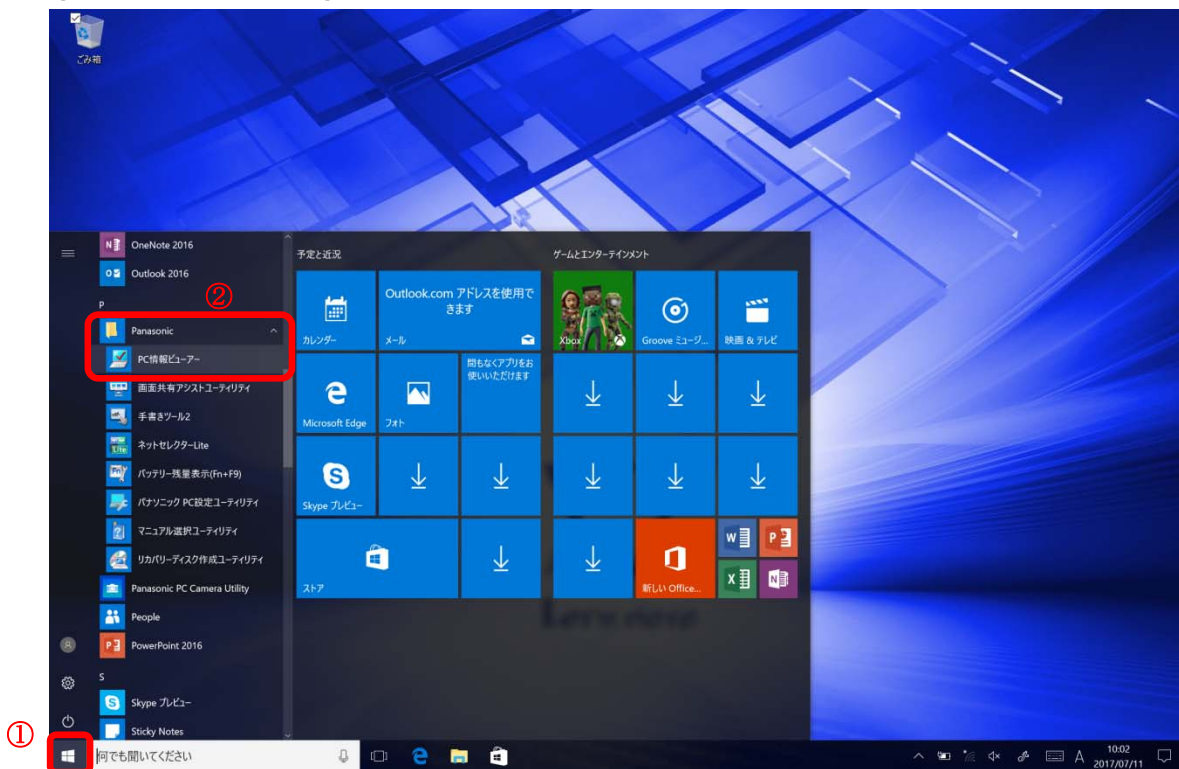 ごみ箱
OneNote 2016
Outlook 2016
P
②
Panasonic
PC情報ビューアー
画面共有アシストユーティリティ
手書きツール2
ネットセレクターLite
バッテリー残量表示(Fn+F9)
パナソニック PC設定ユーティリティ
マニュアル選択ユーティリティ
リカバリーディスク作成ユーティリティ
Panasonic PC Camera Utility
People
PowerPoint 2016
S
Skype プレビュー
Sticky Notes
予定と近況
カレンダー
Outlook.com アドレスを使用で
きます
メール
Microsoft Edge
フォト
間もなくアプリをお
使いいただけます
Skype プレビュー
ストア
ゲームとエンターテインメント
Xbox
Groove ミュージ...
映画 & テレビ
新しい Office...
①
何でも聞いてください
A
10:02
2017/07/11